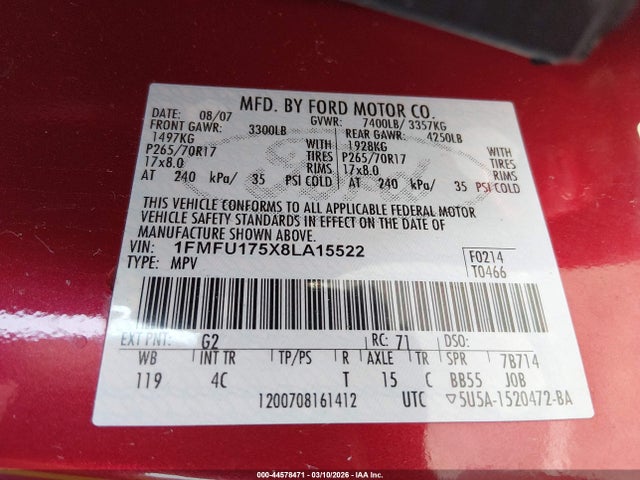 MFD. BY FORD MOTOR CO.
DATE: 08/07 GVWR: 7400LB/ 3357KG
FRONT GAWR: 3300LB REAR GAWR: 4250LB
1497KG WITH 1928KG WITH
P265/70R17 TIRES P265/70R17 TIRES
17x8.0 RIMS 17x8.0 RIMS
AT 240 kPa/ 35 PSI COLD AT 240 kPa/ 35 PSI COLD
THIS VEHICLE CONFORMS TO ALL APPLICABLE FEDERAL MOTOR
VEHICLE SAFETY STANDARDS IN EFFECT ON THE DATE OF
MANUFACTURE SHOWN ABOVE.
VIN: 1FMFU175X8LA15522 F0214
TYPE: MPV T0466
EXT PNT: G2 RC: 71 DSO:
WB INT TR TP/PS R AXLE TR SPR 7B714
119 4C T 15 C BB55 JOB
1200708161412 UTC ▽5U5A-1520472-BA
000-44578471 - 03/10/2026 - IAA Inc.